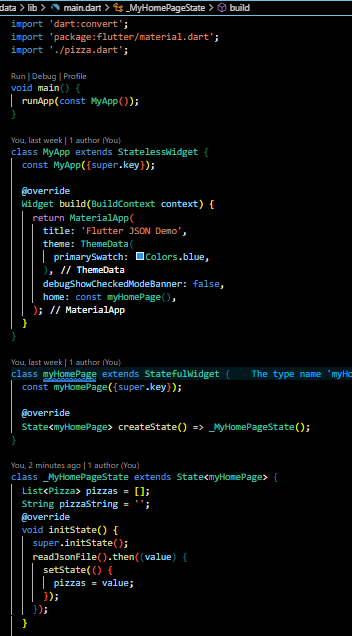 data > lib > main.dart > _MyHomePageState > build
import 'dart:convert';
import 'package:flutter/material.dart';
import './pizza.dart';
Run | Debug | Profile
void main() {
  runApp(const MyApp());
}
You, last week | 1 author (You)
class MyApp extends StatelessWidget {
  const MyApp({super.key});

  @override
  Widget build(BuildContext context) {
    return MaterialApp(
      title: 'Flutter JSON Demo',
      theme: ThemeData(
        primarySwatch: Colors.blue,
      ), // ThemeData
      debugShowCheckedModeBanner: false,
      home: const myHomePage(),
    ); // MaterialApp
  }
}
You, last week | 1 author (You)
class myHomePage extends StatefulWidget {    The type name 'myHo
  const myHomePage({super.key});

  @override
  State<myHomePage> createState() => _MyHomePageState();
}
You, 2 minutes ago | 1 author (You)
class _MyHomePageState extends State<myHomePage> {
  List<Pizza> pizzas = [];
  String pizzaString = '';
  @override
  void initState() {
    super.initState();
    readJsonFile().then((value) {
      setState(() {
        pizzas = value;
      });
    });
  }